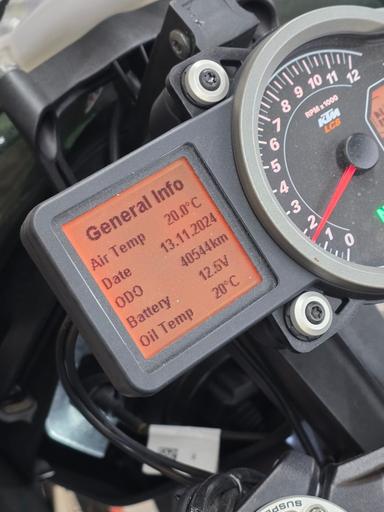 General Info
Air Temp 20.0°C
Date 13.11.2024
ODO 40544km
Battery 12.5V
Oil Temp 20°C
12
11
10
9
8
7
6
5
4
3
2
1
0
RPM x1000
KTM
LC8